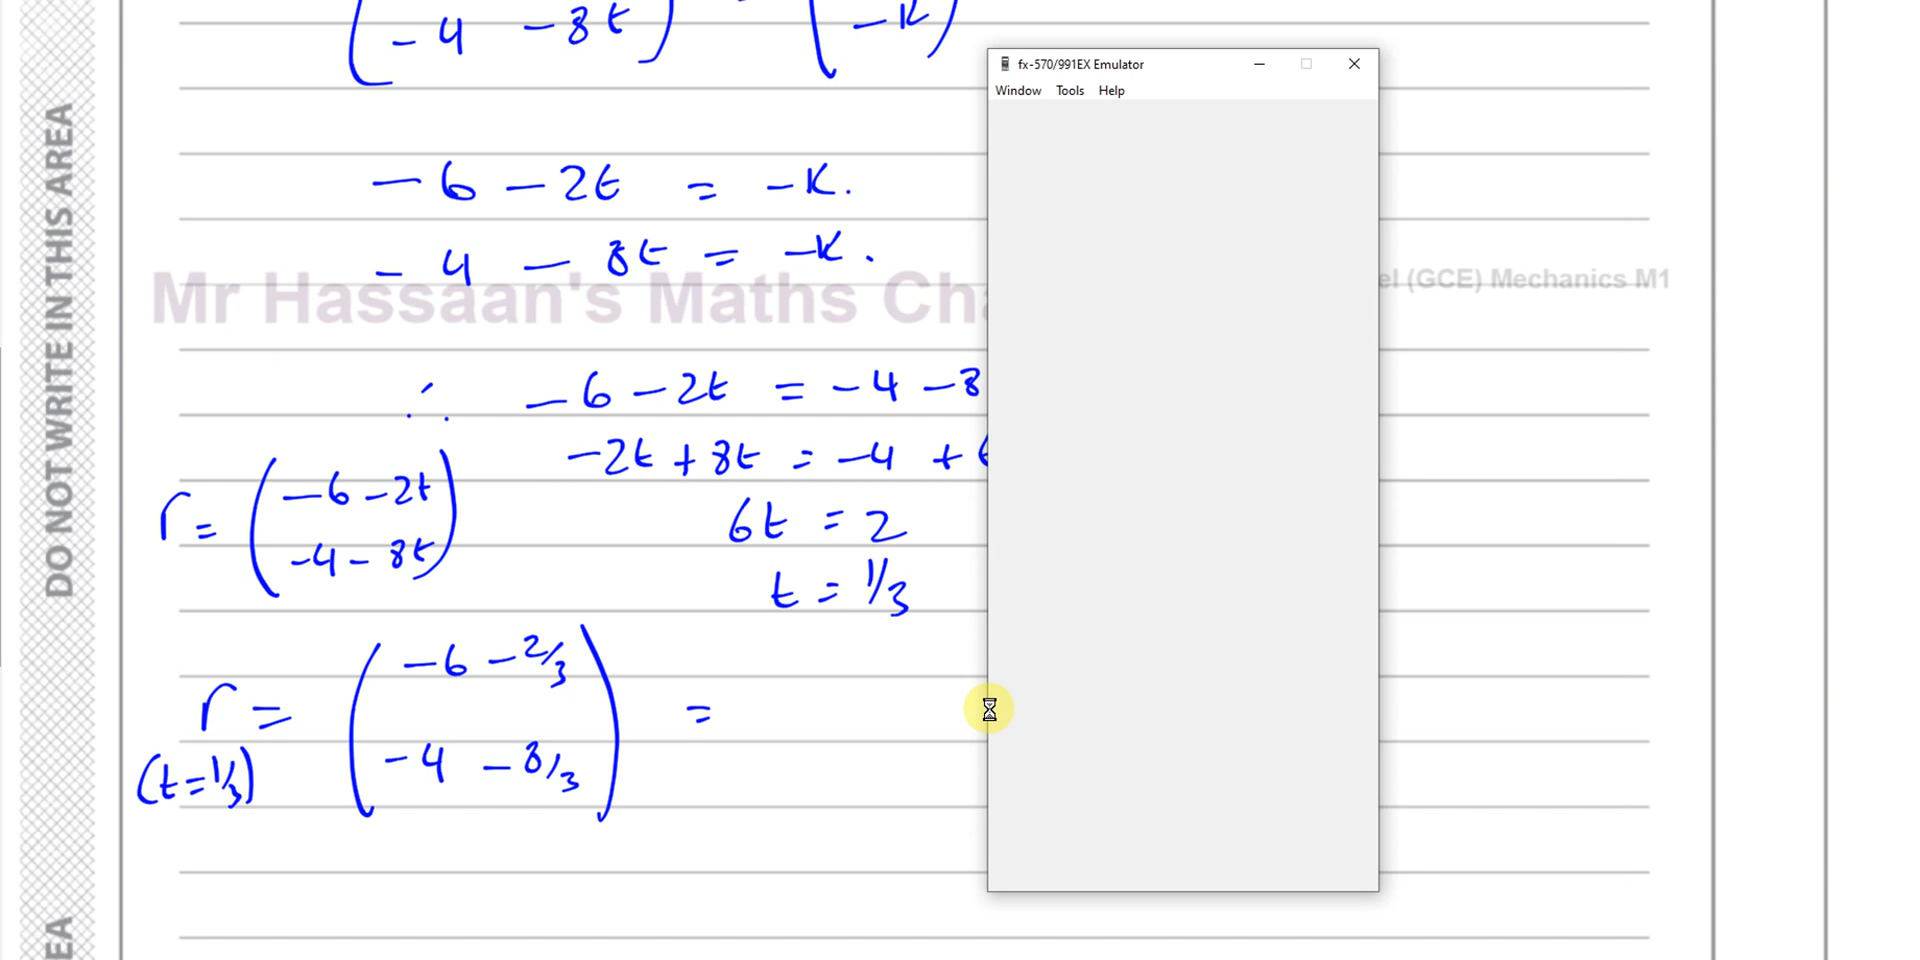 -4 -8t -k
fx-570/991EX Emulator
Window Tools Help
-6 -2t = -k.
-4 -8t = -k.
Mr Hassaan's Maths Cha
el (GCE) Mechanics M1
∴ -6 -2t = -4 -8
-2t + 8t = -4 + 6
r = (-6 -2t
-4 - 8t)
6t = 2
t = 1/3
r = (-6 - 2/3
-4 - 8/3) =
(t = 1/3)
DO NOT WRITE IN THIS AREA
EA